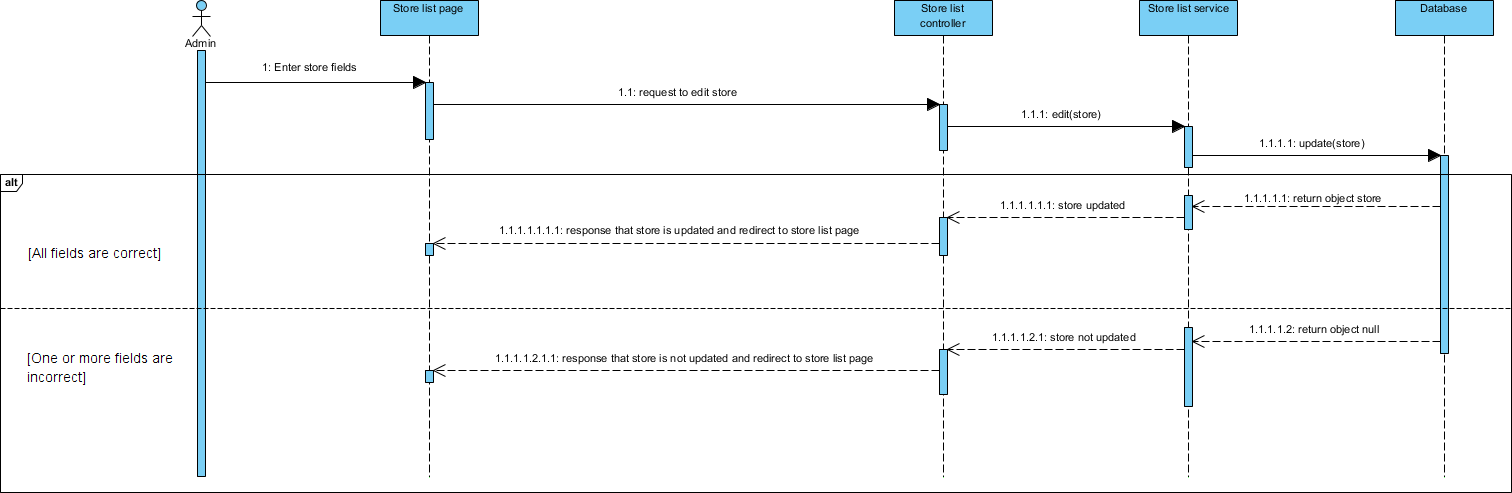 Store list page
Store list
controller
Store list service
Database
Admin
1: Enter store fields
1.1: request to edit store
1.1.1: edit(store)
1.1.1.1: update(store)
alt
1.1.1.1.1: return object store
1.1.1.1.1.1: store updated
1.1.1.1.1.1.1: response that store is updated and redirect to store list page
[All fields are correct]
1.1.1.1.2: return object null
1.1.1.1.2.1: store not updated
1.1.1.1.2.1.1: response that store is not updated and redirect to store list page
[One or more fields are
incorrect]